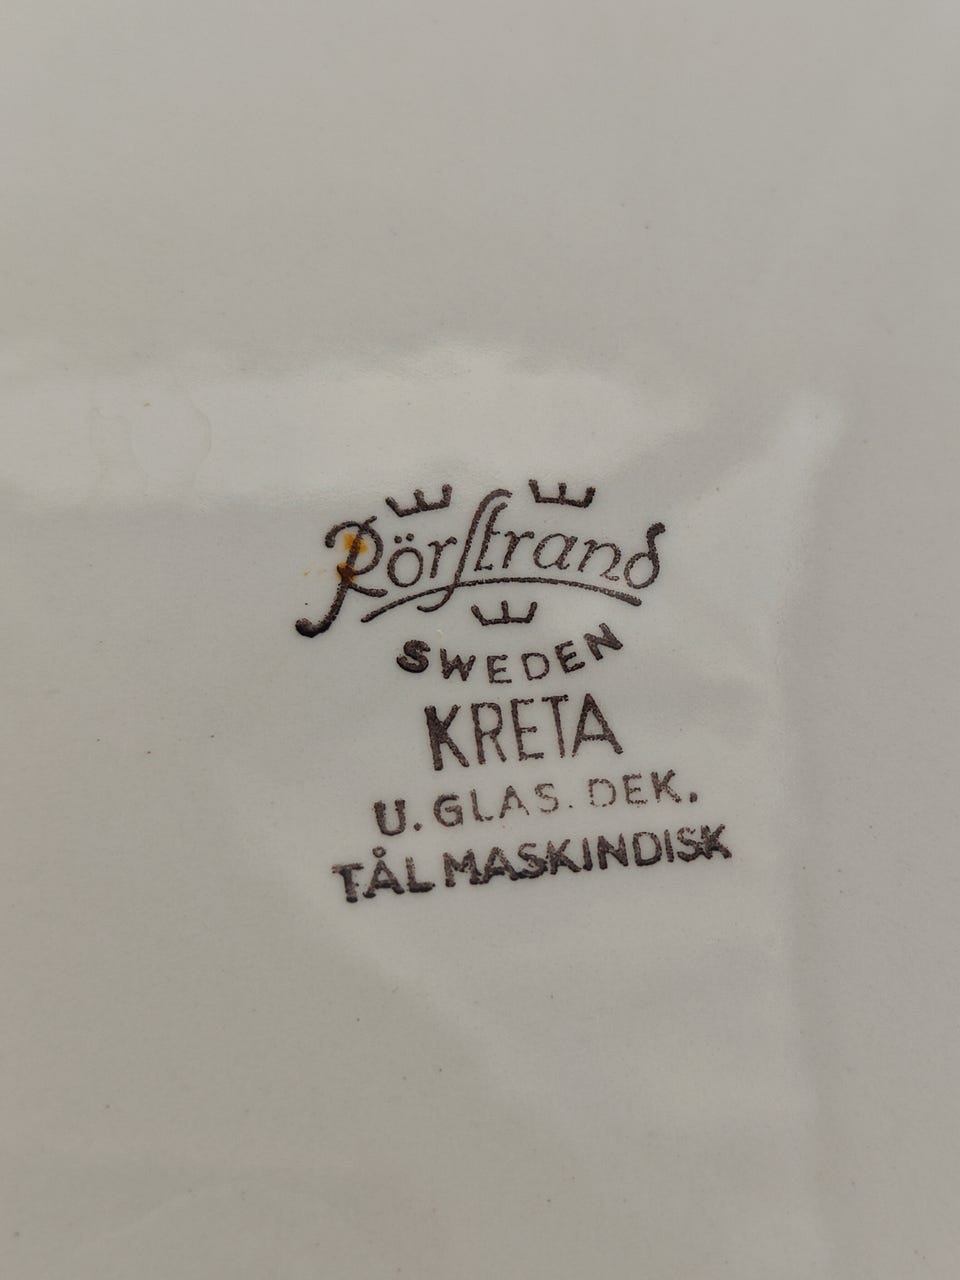 Rörstrand
SWEDEN
KRETA
U. GLAS. DEK.
TÅL MASKINDISK